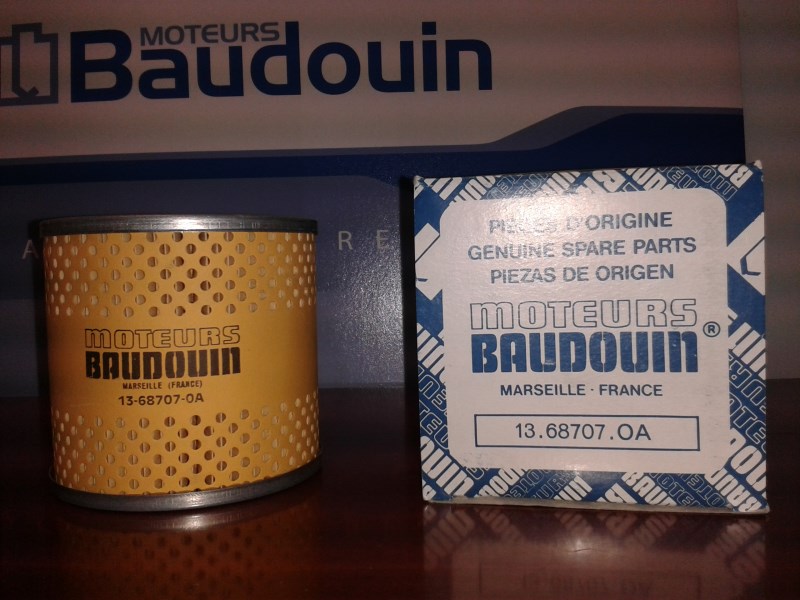 MOTEURS
Baudouin
A
RE
MOTEURS
BAUDOUIN
MARSEILLE (FRANCE)
13-68707-0A
PIECES D'ORIGINE
GENUINE SPARE PARTS
PIEZAS DE ORIGEN
MOTEURS
BAUDOUIN®
MARSEILLE · FRANCE
13.68707.OA